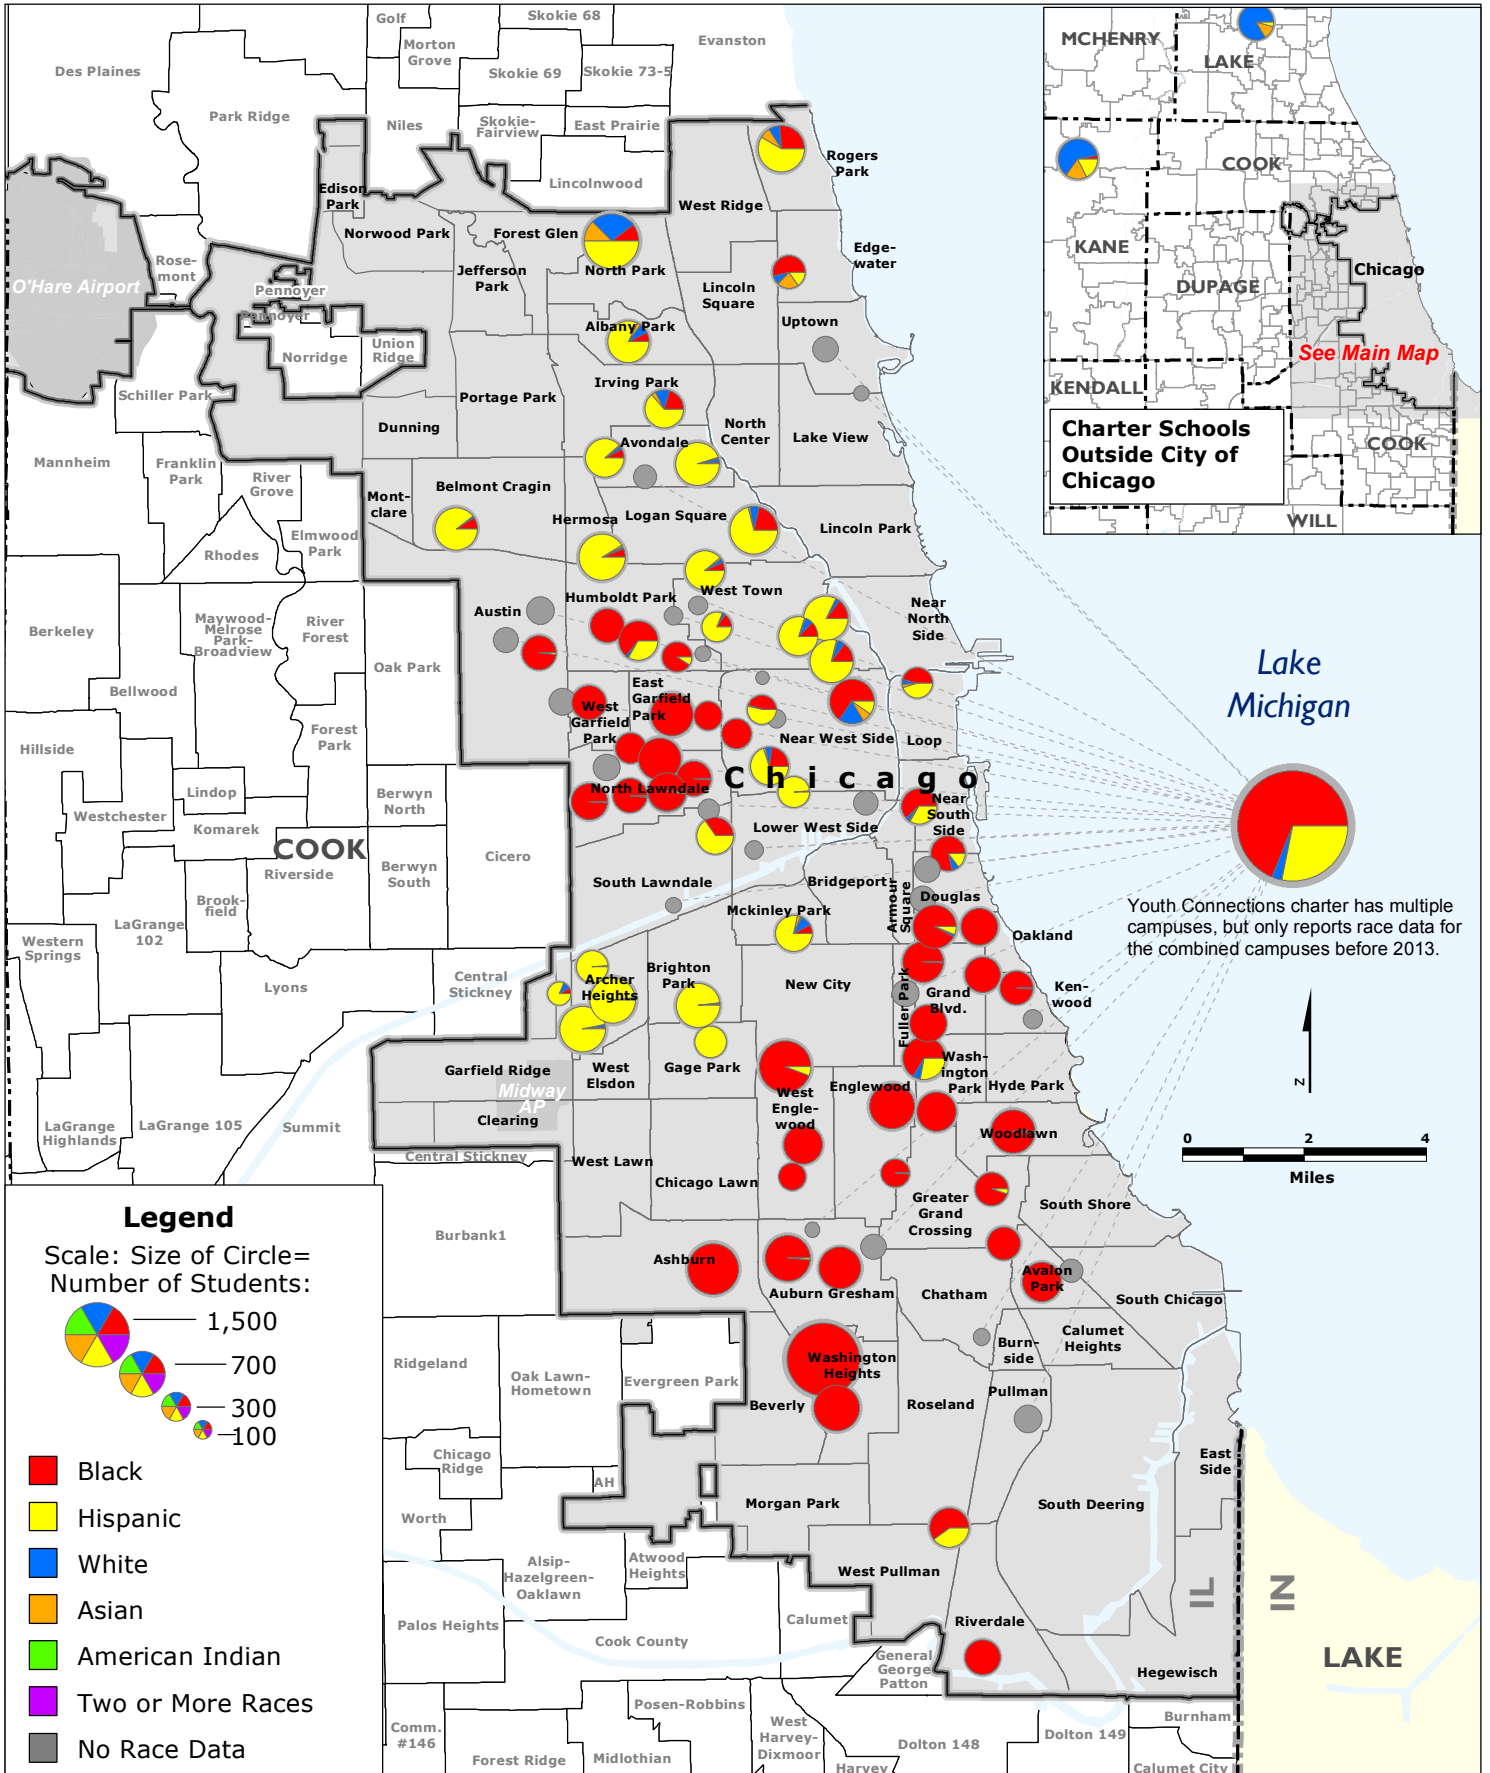 Golf
Skokie 68
Evanston
Morton
Grove
Des Plaines
Skokie 69
Skokie 73-5
Park Ridge
Niles
Skokie-
Fairview
East Prairie
Lincolnwood
Rogers
Park
Edison
Park
West Ridge
Norwood Park
Forest Glen
North Park
Edge-
water
Rose-
mont
Jefferson
Park
O'Hare Airport
Pennoyer
Pennoyer
Lincoln
Square
Uptown
Albany Park
Norridge
Union
Ridge
Irving Park
Schiller Park
Portage Park
Dunning
North
Center
Lake View
Avondale
Mannheim
Franklin
Park
River
Grove
Mont-
clare
Belmont Cragin
Hermosa
Logan Square
Lincoln Park
Elmwood
Park
Rhodes
West Town
Humboldt Park
Austin
Near
North
Side
Berkeley
Maywood-
Melrose
Park-
Broadview
River
Forest
Oak Park
Bellwood
East
Garfield
Park
West
Garfield
Park
Forest
Park
Near West Side
Loop
Hillside
Chicago
Lindop
Berwyn
North
North Lawndale
Westchester
Komarek
Near
South
Side
Lower West Side
COOK
Riverside
Cicero
Berwyn
South
South Lawndale
Bridgeport
Armour
Square
Douglas
Brook-
field
LaGrange
102
Mckinley Park
Oakland
Western
Springs
Lyons
Central
Stickney
Archer
Heights
Brighton
Park
New City
Fuller Park
Grand
Blvd.
Ken-
wood
Garfield Ridge
West
Elsdon
Gage Park
Wash-
ington
Park
Hyde Park
Midway
AP
Englewood
West
Engle-
wood
Clearing
LaGrange
Highlands
LaGrange 105
Summit
Woodlawn
Central Stickney
West Lawn
Chicago Lawn
Greater
Grand
Crossing
South Shore
Burbank1
Ashburn
Avalon
Park
Auburn Gresham
Chatham
South Chicago
Burn-
side
Calumet
Heights
Ridgeland
Oak Lawn-
Hometown
Evergreen Park
Washington
Heights
Beverly
Roseland
Pullman
Chicago
Ridge
East
Side
AH
Morgan Park
South Deering
Worth
Alsip-
Hazelgreen-
Oaklawn
Atwood
Heights
West Pullman
IL
IN
Palos Heights
Cook County
Calumet
Riverdale
General
George
Patton
Hegewisch
LAKE
Comm.
#146
Posen-Robbins
West
Harvey-
Dixmoor
Burnham
Dolton 149
Dolton 148
Forest Ridge
Midlothian
Harvey
Calumet City
MCHENRY
LAKE
COOK
KANE
Chicago
DUPAGE
See Main Map
KENDALL
COOK
WILL
Charter Schools
Outside City of
Chicago
Lake
Michigan
Youth Connections charter has multiple
campuses, but only reports race data for
the combined campuses before 2013.
N
0 2 4
Miles
Legend
Scale: Size of Circle=
Number of Students:
1,500
700
300
100
Black
Hispanic
White
Asian
American Indian
Two or More Races
No Race Data